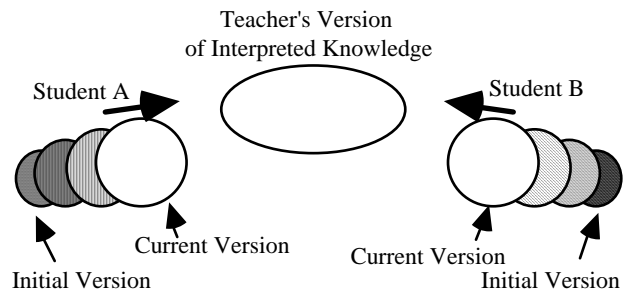 Teacher's Version
of Interpreted Knowledge
Student A
Student B
Current Version
Current Version
Initial Version
Initial Version